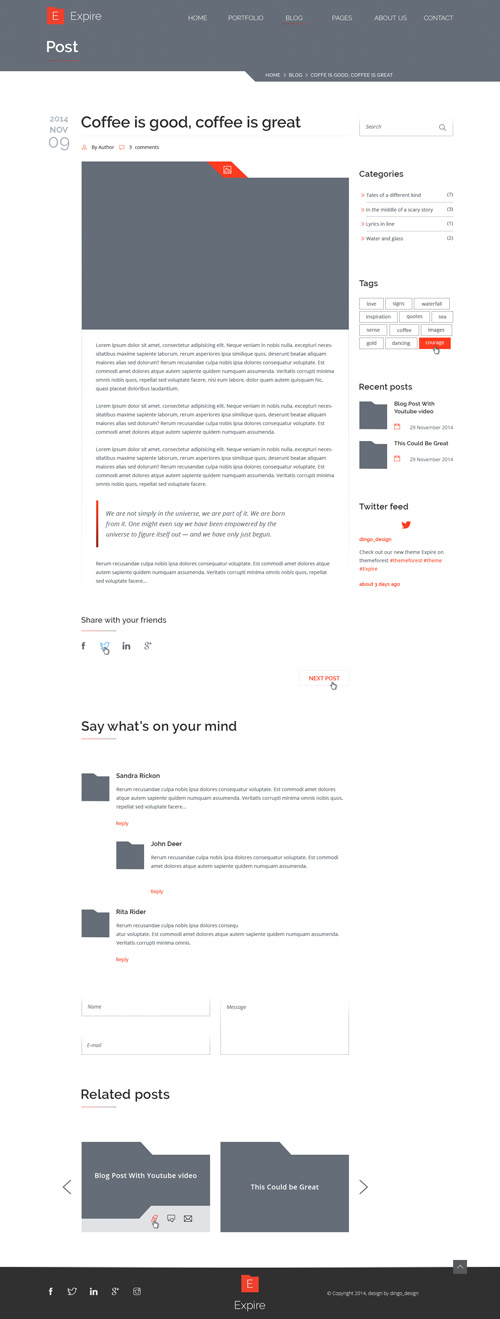 E Expire
HOME PORTFOLIO BLOG PAGES ABOUT US CONTACT
Post
HOME > BLOG > COFFE IS GOOD, COFFEE IS GREAT
2014
NOV
09
Coffee is good, coffee is great
By Author 3 comments
Lorem ipsum dolor sit amet, consectetur adipisicing elit. Neque veniam in nobis nulla, excepturi neces-
sitatibus maxime sapiente laborum, rerum asperiores ipsa similique quis, deserunt beatae aliquam
maiores alias sed dolorum? Rerum recusandae culpa nobis ipsa dolores consequatur voluptate. Est
commodi amet dolores atque autem sapiente quidem numquam assumenda. Veritatis corrupti minima
omnis nobis quos, repellat sed voluptate facere, nisi eum labore, dolor quam autem quisquam hic,
quasi placeat doloribus laudantium.
Lorem ipsum dolor sit amet, consectetur adipisicing elit. Neque veniam in nobis nulla, excepturi neces-
sitatibus maxime sapiente laborum, rerum asperiores ipsa similique quis, deserunt beatae aliquam
maiores alias sed dolorum? Rerum recusandae culpa nobis ipsa dolores consequatur voluptate. Est
commodi amet dolores atque autem sapiente quidem numquam assumenda.
Lorem ipsum dolor sit amet, consectetur adipisicing elit. Neque veniam in nobis nulla, excepturi neces-
sitatibus maxime sapiente laborum, rerum asperiores ipsa similique quis, deserunt beatae aliquam
maiores alias sed dolorum? Rerum recusandae culpa nobis ipsa dolores consequatur voluptate. Est
commodi amet dolores atque autem sapiente quidem numquam assumenda. Veritatis corrupti minima
omnis nobis quos, repellat sed voluptate facere.
We are not simply in the universe, we are part of it. We are born
from it. One might even say we have been empowered by the
universe to figure itself out — and we have only just begun.
Rerum recusandae culpa nobis ipsa dolores consequatur voluptate. Est commodi amet dolores atque
autem sapiente quidem numquam assumenda. Veritatis corrupti minima omnis nobis quos, repellat
sed voluptate facere...
Share with your friends
NEXT POST
Search
Categories
Tales of a different kind (7)
In the middle of a scary story (3)
Lyrics in line (1)
Water and glass (2)
Tags
love signs waterfall
inspiration quotes sea
sense coffee images
gold dancing courage
Recent posts
Blog Post With
Youtube video
29 November 2014
This Could Be Great
29 November 2014
Twitter feed
dingo_design
Check out our new theme Expire on
themeforest #themeforest #theme
#Expire
about 3 days ago
Say what's on your mind
Sandra Rickon
Rerum recusandae culpa nobis ipsa dolores consequatur voluptate. Est commodi amet dolores
atque autem sapiente quidem numquam assumenda. Veritatis corrupti minima omnis nobis quos,
repellat sed voluptate facere...
Reply
John Deer
Rerum recusandae culpa nobis ipsa dolores consequatur voluptate. Est commodi
amet dolores atque autem sapiente quidem numquam assumenda.
Reply
Rita Rider
Rerum recusandae culpa nobis ipsa dolores consequ
atur voluptate. Est commodi amet dolores atque autem sapiente quidem numquam assumenda.
Veritatis corrupti minima omnis.
Reply
Name
Message
E-mail
Related posts
Blog Post With Youtube video
This Could be Great
E
Expire
© Copyright 2014, design by dingo_design